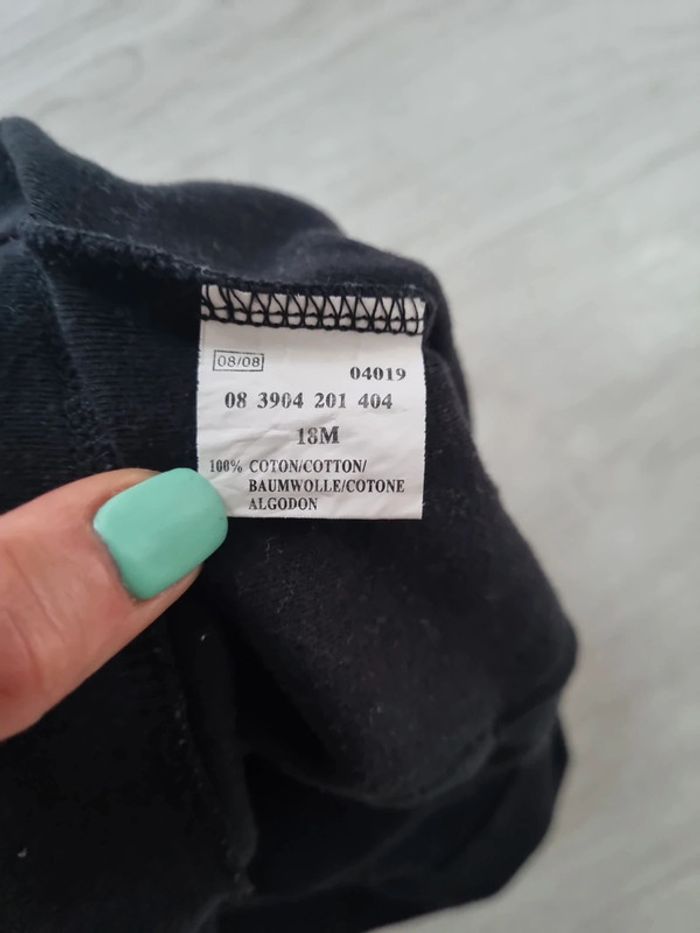 08/08
04019
08 3904 201 404
18M
100% COTON/COTTON/
BAUMWOLLE/COTONE
ALGODON